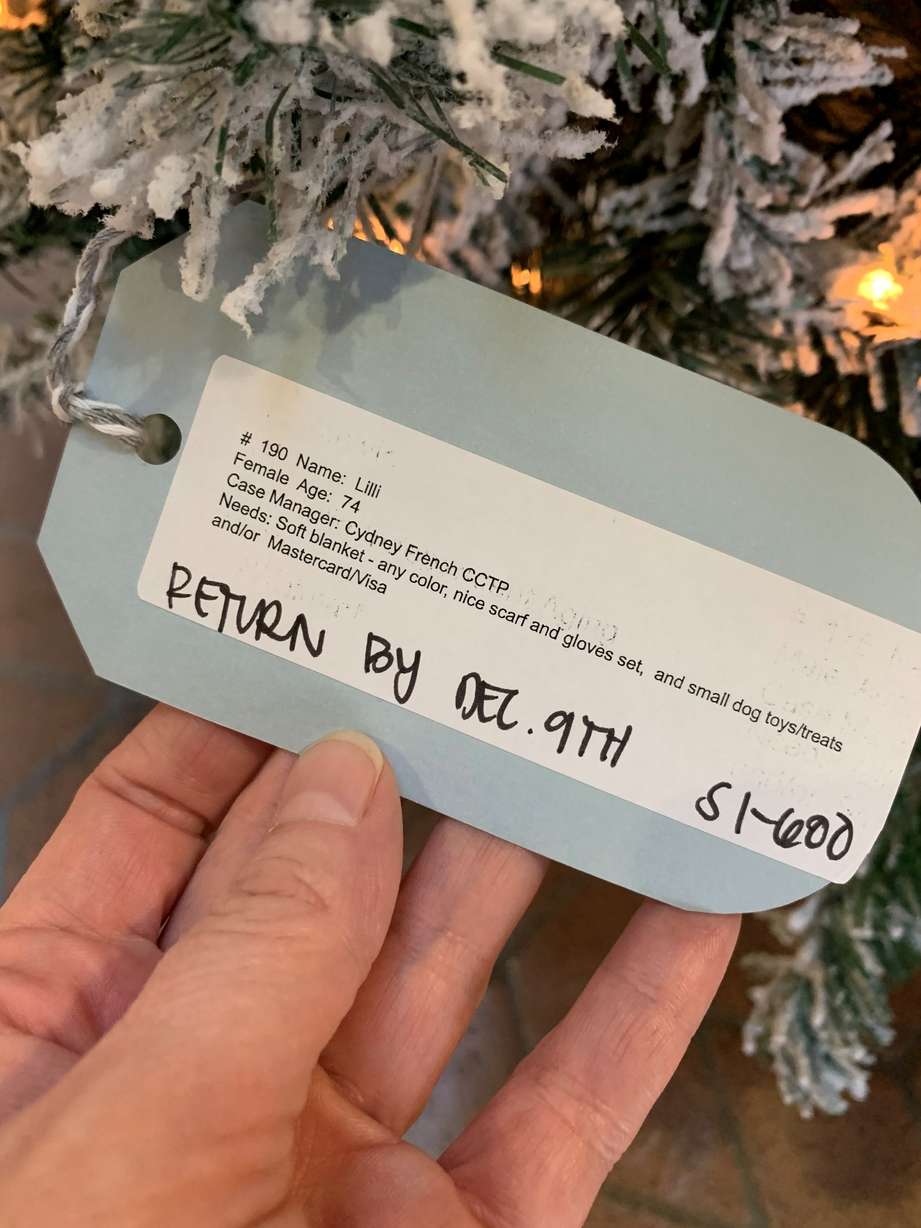 # 190 Name: Lilli
Female Age: 74
Case Manager: Cydney French CCTP
Needs: Soft blanket - any color, nice scarf and gloves set, and small dog toys/treats
and/or Mastercard/Visa
RETURN BY DEC. 9TH
S1-600